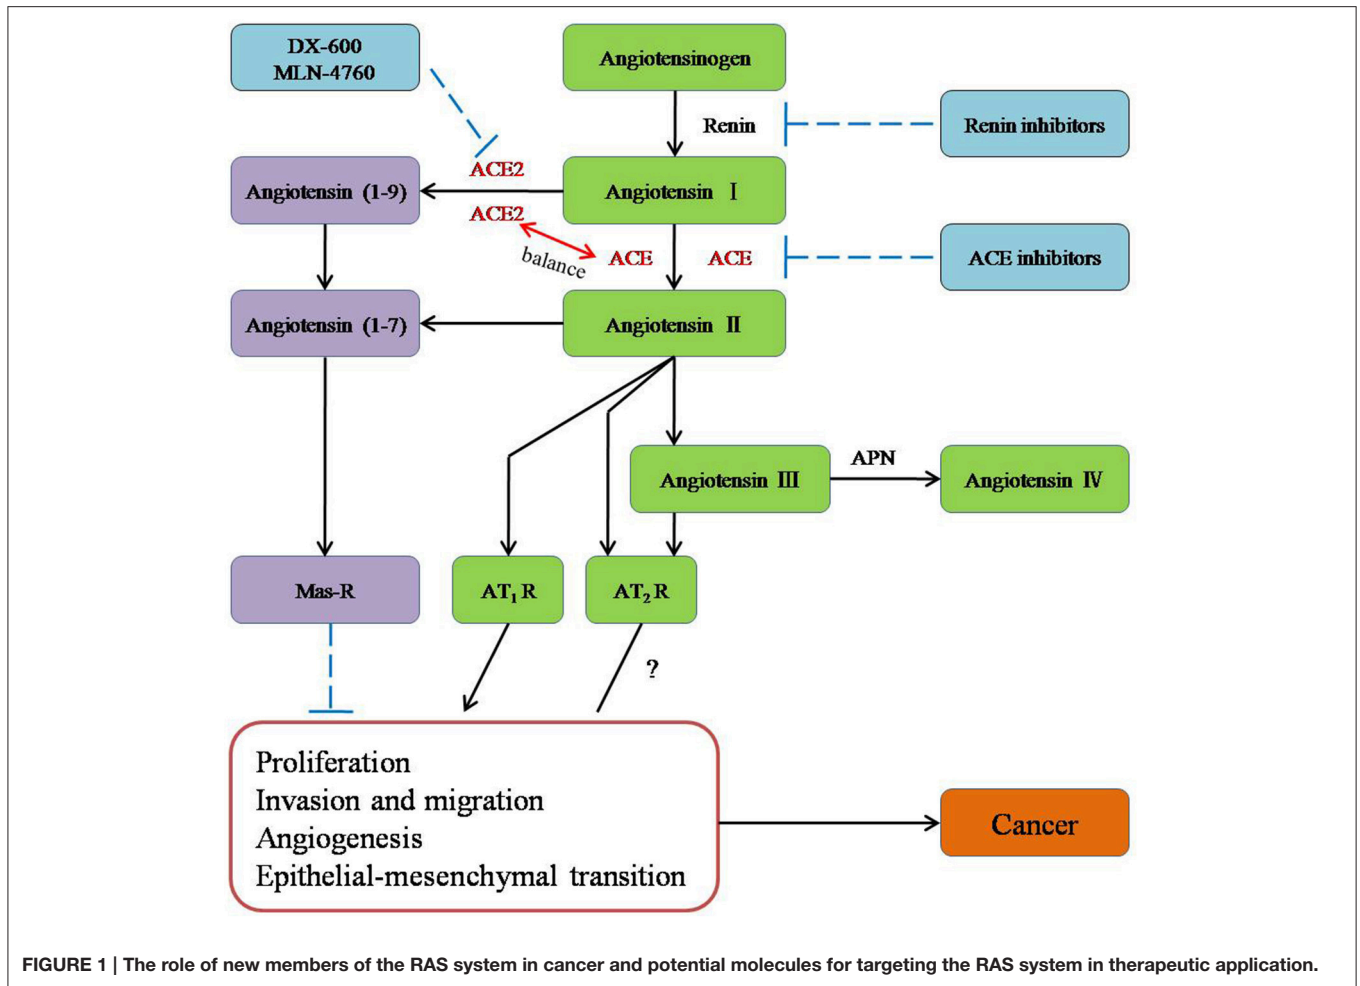 DX-600
MLN-4760
Angiotensinogen
Renin
Renin inhibitors
ACE2
Angiotensin (1-9)
Angiotensin Ⅰ
ACE2
balance
ACE
ACE
ACE inhibitors
Angiotensin (1-7)
Angiotensin Ⅱ
Angiotensin Ⅲ
APN
Angiotensin Ⅳ
Mas-R
AT₁ R
AT₂ R
?
Proliferation
Invasion and migration
Angiogenesis
Epithelial-mesenchymal transition
Cancer
FIGURE 1 | The role of new members of the RAS system in cancer and potential molecules for targeting the RAS system in therapeutic application.